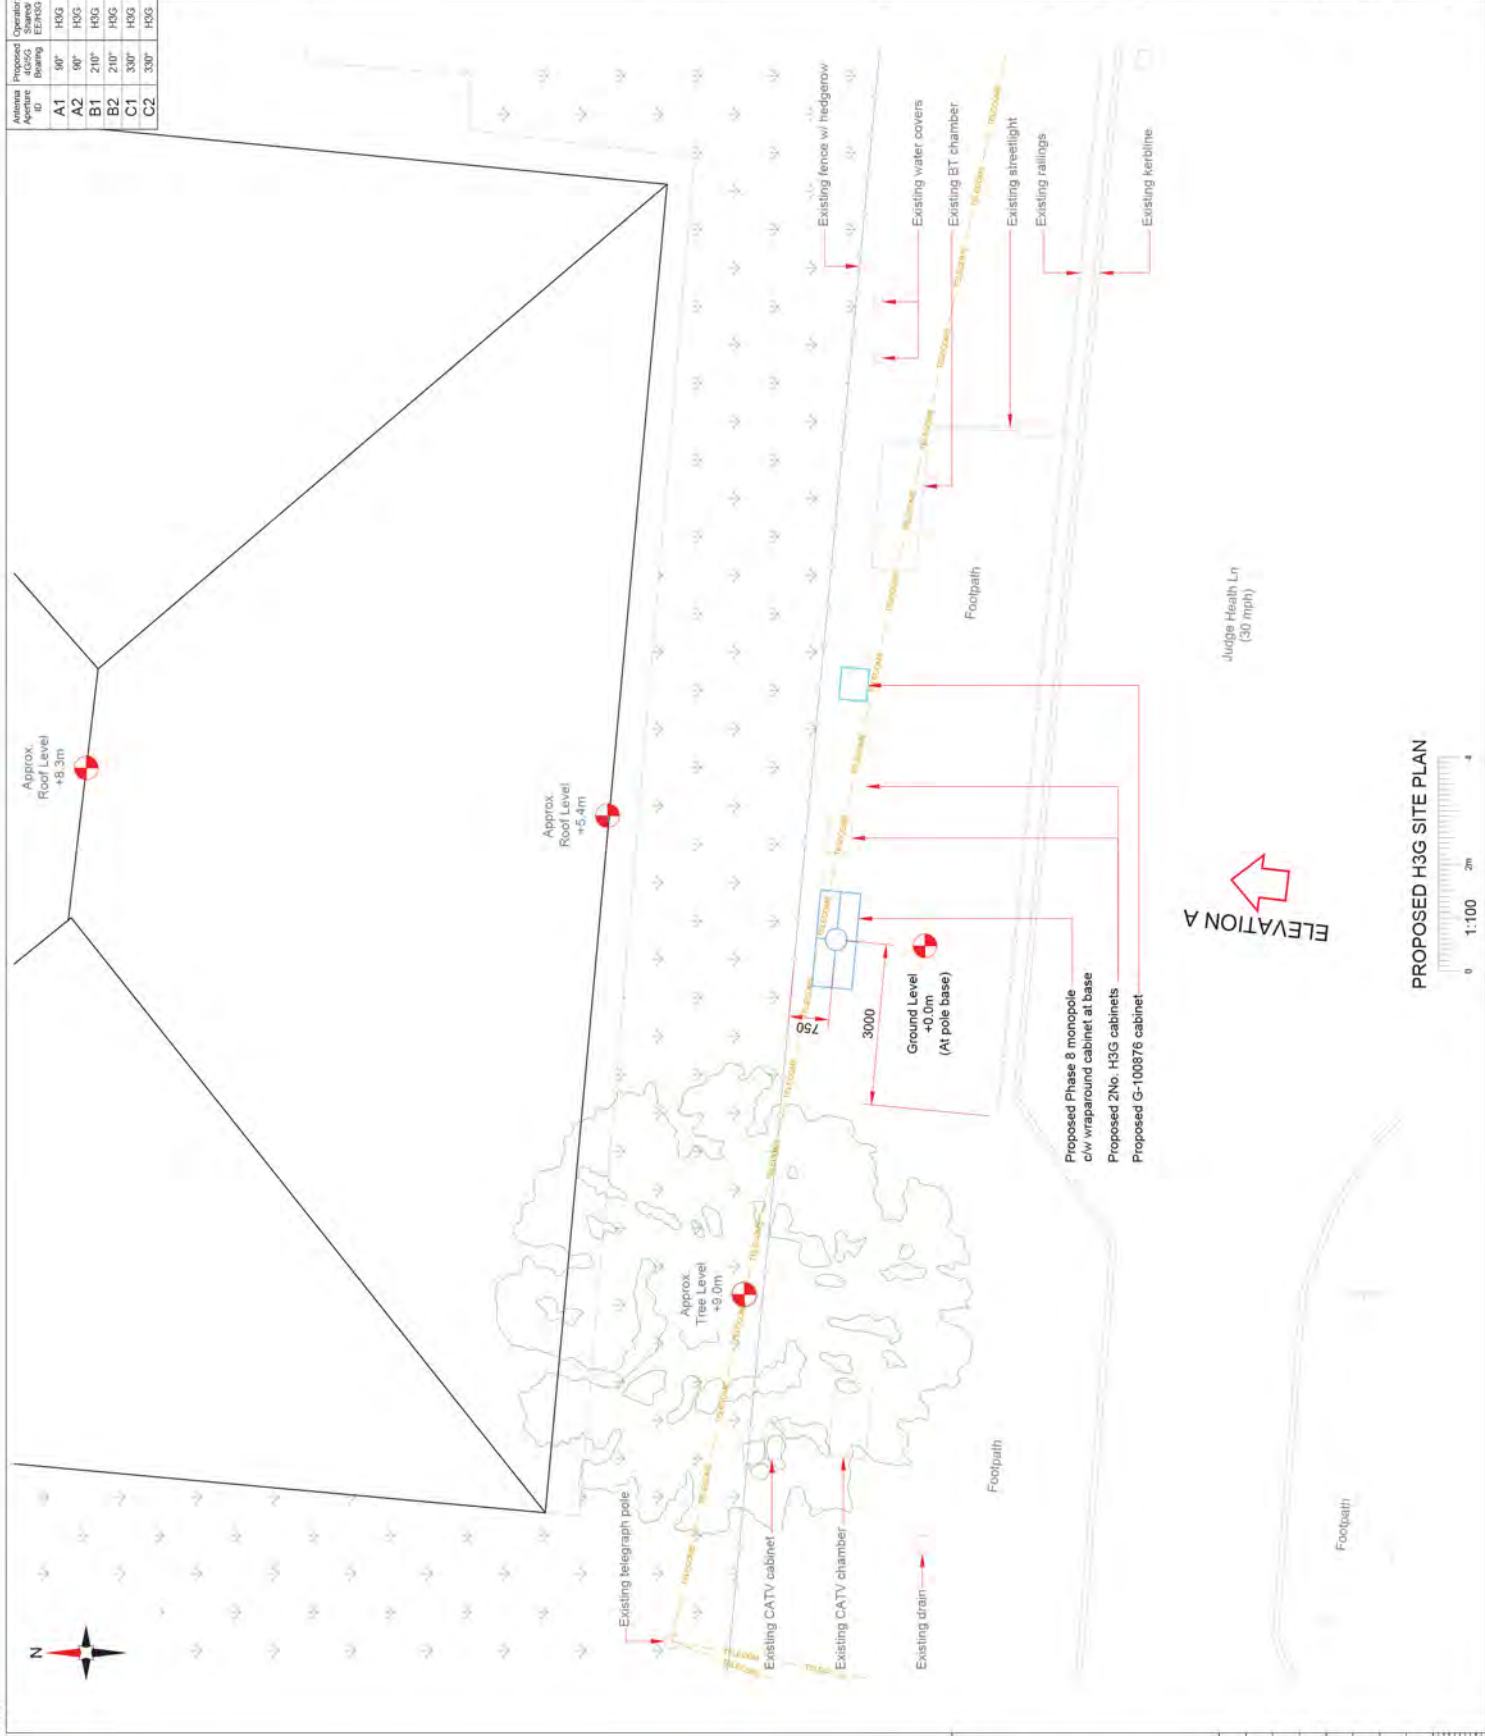 Antenna Aperture ID
Proposed 4G/5G Bearing
Operator Shared/ EE/H3G
A1 90° H3G
A2 90° H3G
B1 210° H3G
B2 210° H3G
C1 330° H3G
C2 330° H3G
N
Approx.
Roof Level
+8.3m
Approx
Roof Level
+5.4m
Approx
Tree Level
+9.0m
Existing telegraph pole
Existing CATV cabinet
Existing CATV chamber
Existing drain
Existing fence w/ hedgerow
Existing water covers
Existing BT chamber
Existing streetlight
Existing railings
Existing kerbline
TELECOMS
750
3000
Ground Level
+0.0m
(At pole base)
Footpath
Footpath
Footpath
Judge Heath Ln
(30 mph)
Proposed Phase 8 monopole
c/w wraparound cabinet at base
Proposed 2No. H3G cabinets
Proposed G-100876 cabinet
ELEVATION A
PROPOSED H3G SITE PLAN
0 1:100 2m 4